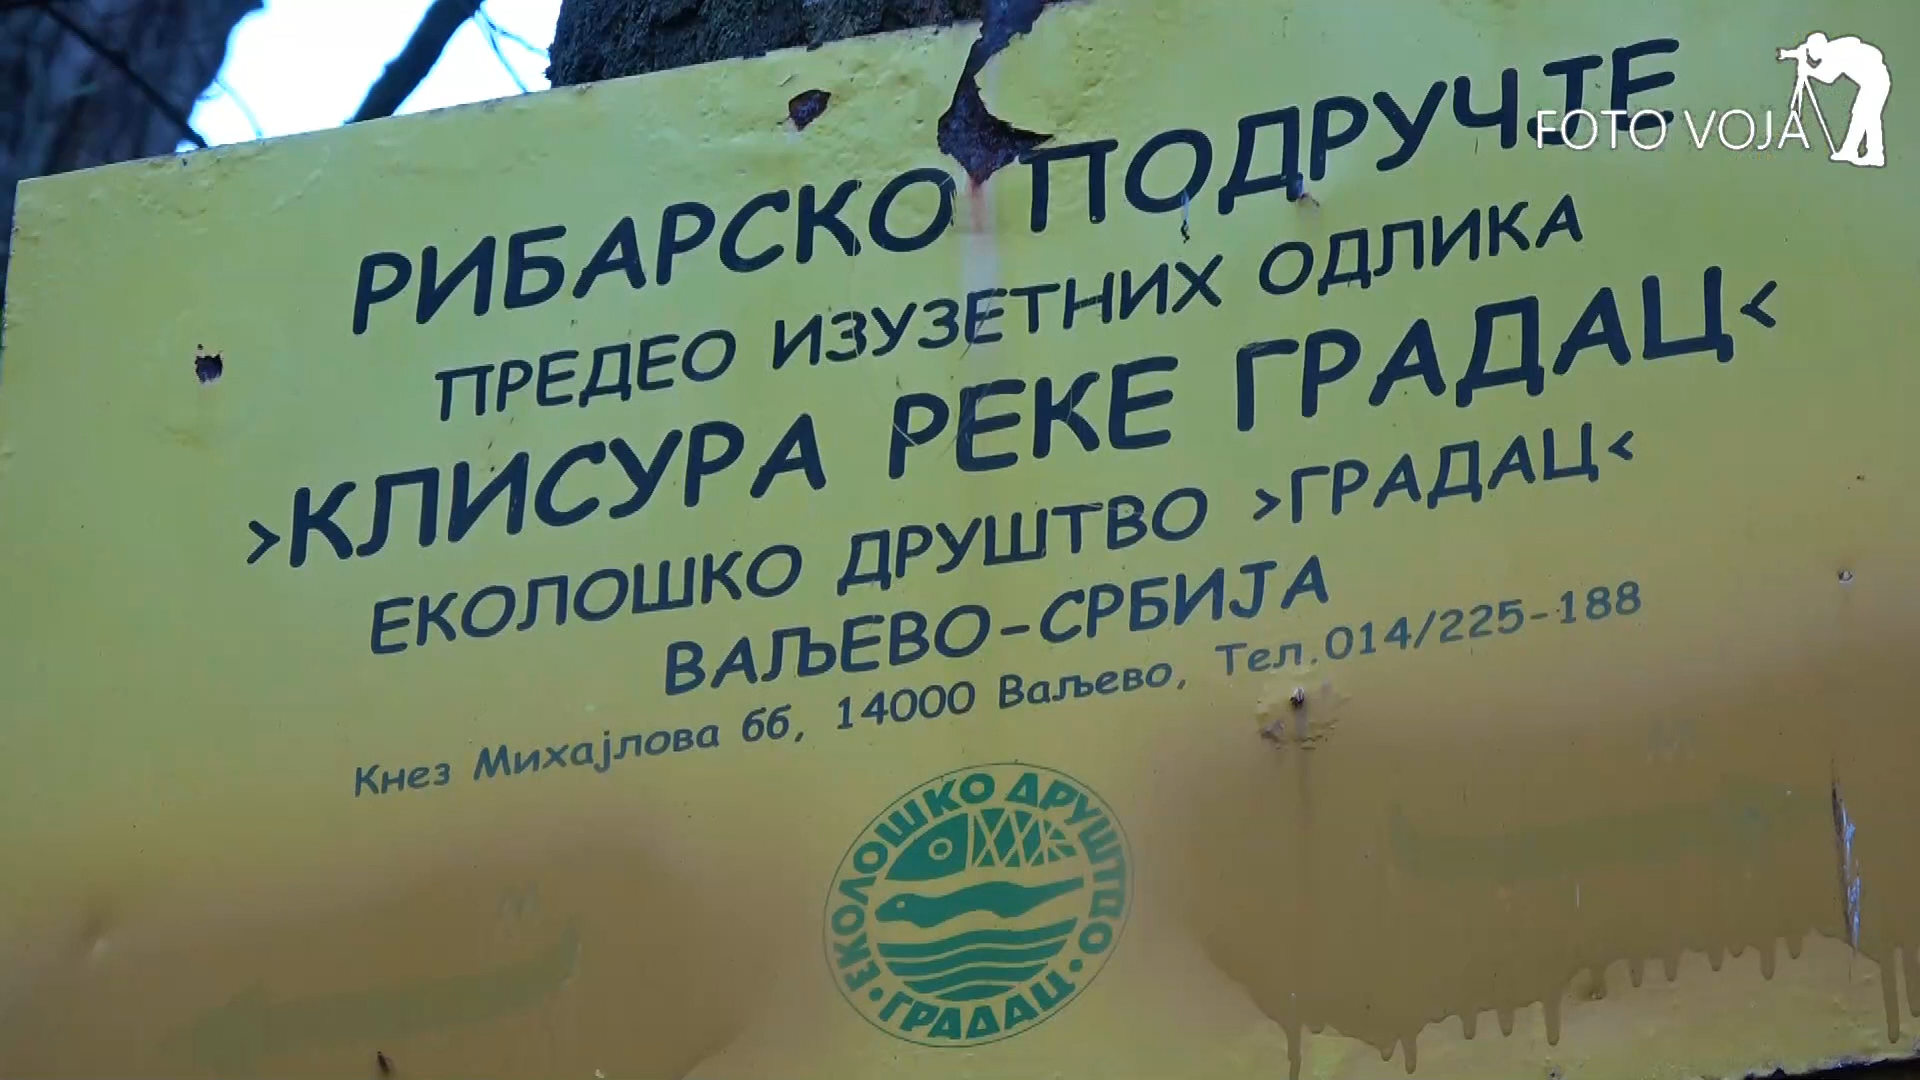 РИБАРСКО ПОДРУЧЈЕ
ПРЕДЕО ИЗУЗЕТНИХ ОДЛИКА
›КЛИСУРА РЕКЕ ГРАДАЦ‹
ЕКОЛОШКО ДРУШТВО ›ГРАДАЦ‹
ВАЉЕВО-СРБИЈА
Кнез Михајлова бб, 14000 Ваљево, Тел.014/225-188
ЕКОЛОШКО ДРУШТВО
• ГРАДАЦ •
FOTO VOJA